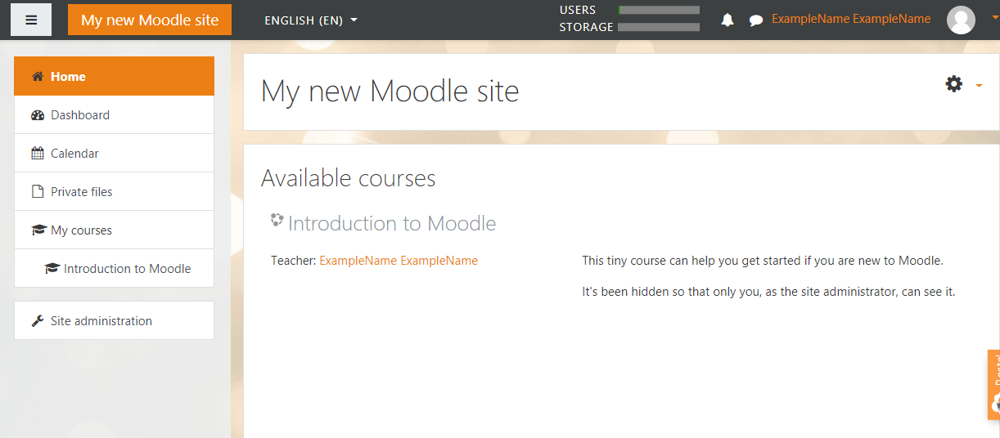 My new Moodle site
ENGLISH (EN)
USERS
STORAGE
ExampleName ExampleName
Home
Dashboard
Calendar
Private files
My courses
Introduction to Moodle
Site administration
My new Moodle site
Available courses
Introduction to Moodle
Teacher: ExampleName ExampleName
This tiny course can help you get started if you are new to Moodle.
It's been hidden so that only you, as the site administrator, can see it.